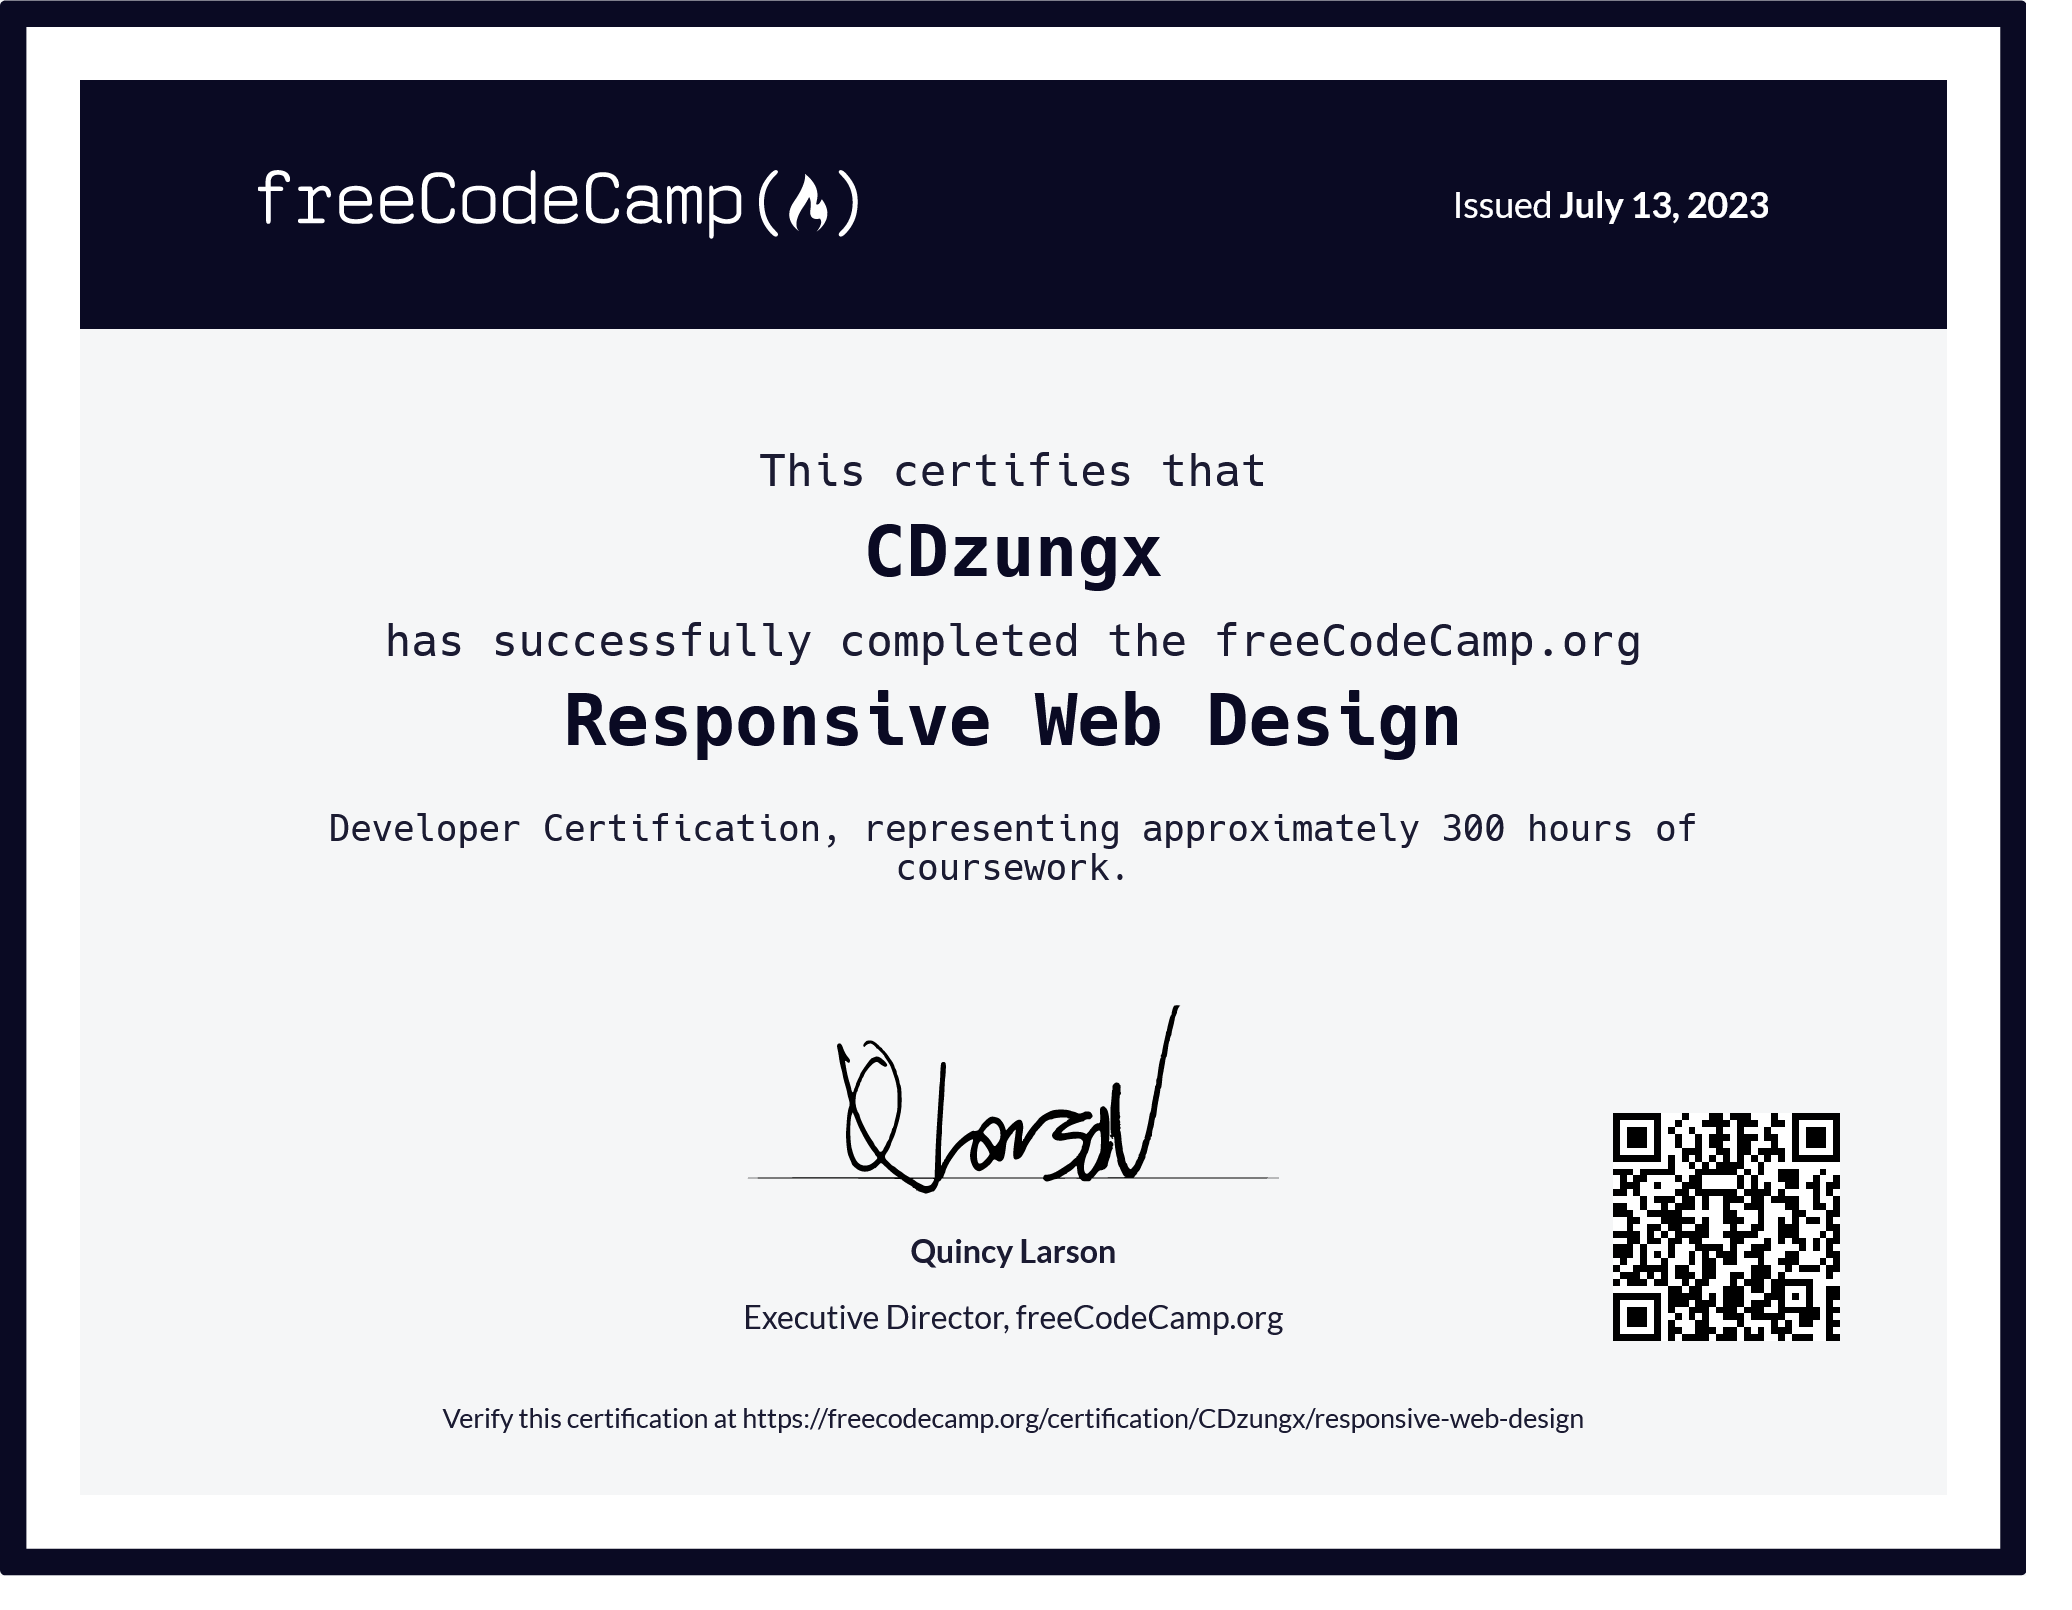 freeCodeCamp
Issued July 13, 2023
This certifies that
CDzungx
has successfully completed the freeCodeCamp.org
Responsive Web Design
Developer Certification, representing approximately 300 hours of
coursework.
Q Larson
Quincy Larson
Executive Director, freeCodeCamp.org
Verify this certification at https://freecodecamp.org/certification/CDzungx/responsive-web-design